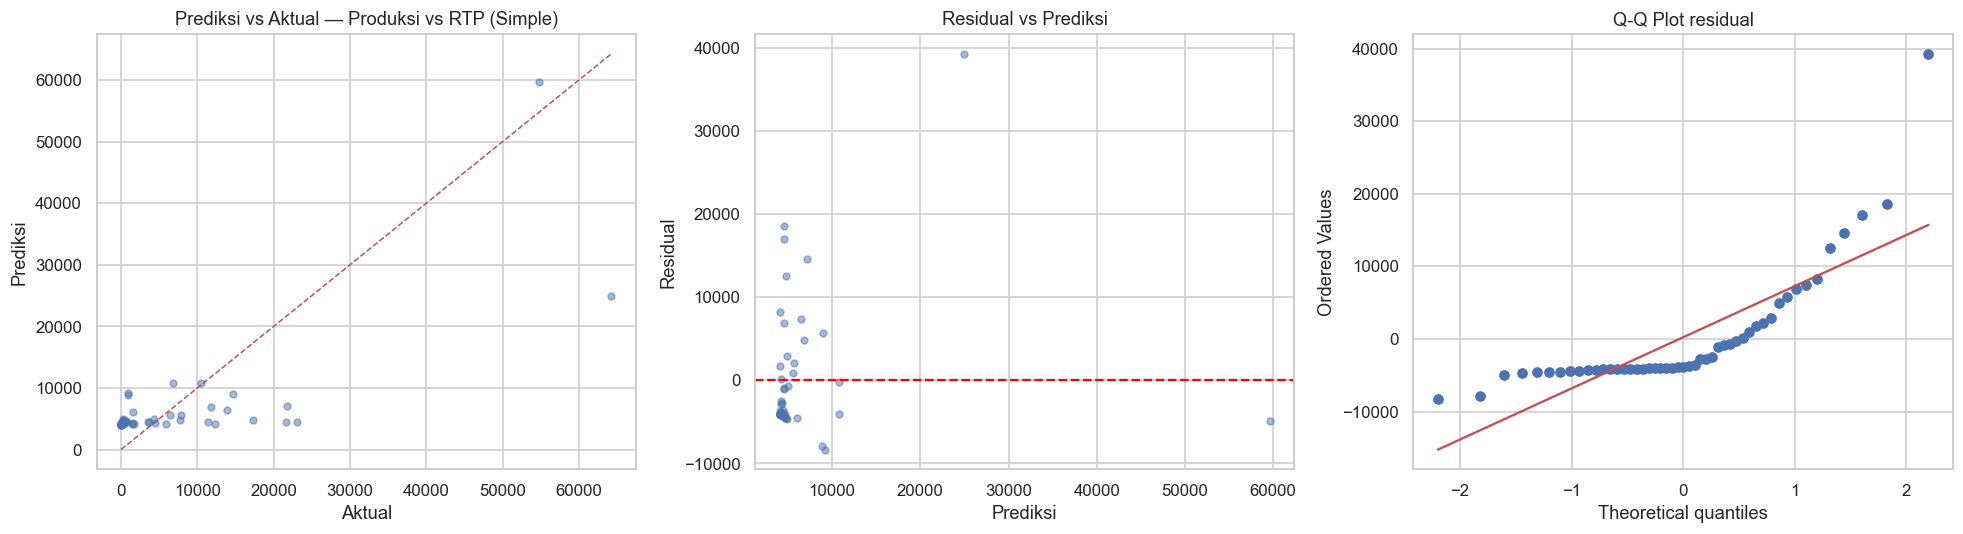 Prediksi vs Aktual — Produksi vs RTP (Simple)
60000
50000
40000
30000
20000
10000
0
Prediksi
0 10000 20000 30000 40000 50000 60000
Aktual
Residual vs Prediksi
40000
30000
20000
10000
0
−10000
Residual
10000 20000 30000 40000 50000 60000
Prediksi
Q-Q Plot residual
40000
30000
20000
10000
0
−10000
Ordered Values
−2 −1 0 1 2
Theoretical quantiles